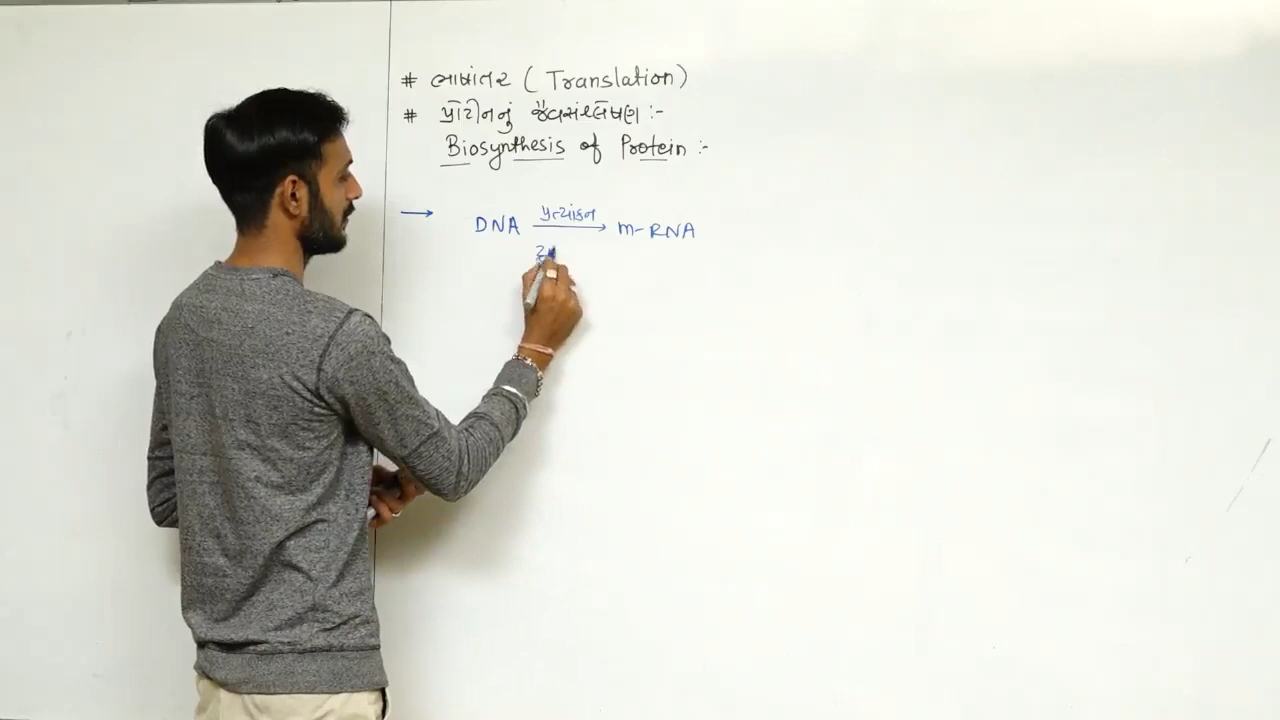 # ભાષાંતર ( Translation)
# પ્રોટીનનું જૈવસંશ્લેષણ :-
Biosynthesis of Protein :-
→ DNA પ્રત્યાંકન → m-RNA